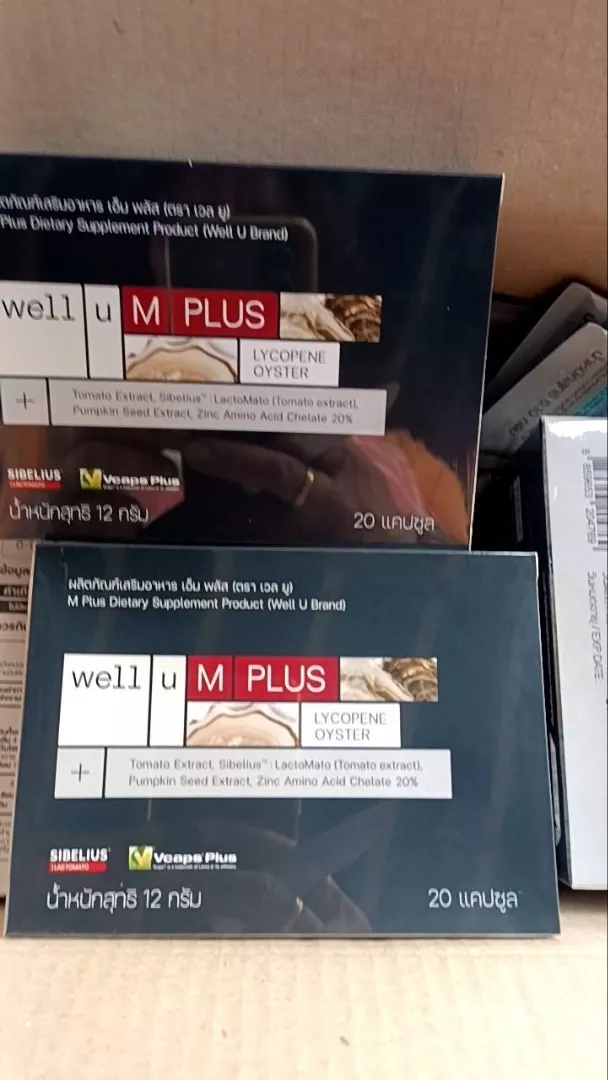 ผลิตภัณฑ์เสริมอาหาร เอ็ม พลัส (ตรา เวล ยู)
Plus Dietary Supplement Product (Well U Brand)
well u M PLUS
LYCOPENE
OYSTER
+
Tomato Extract, Sibelius™: LactoMato (Tomato extract),
Pumpkin Seed Extract, Zinc Amino Acid Chelate 20%
SIBELIUS
Vcaps Plus
น้ำหนักสุทธิ 12 กรัม
20 แคปซูล
ผลิตภัณฑ์เสริมอาหาร เอ็ม พลัส (ตรา เวล ยู)
M Plus Dietary Supplement Product (Well U Brand)
well u M PLUS
LYCOPENE
OYSTER
+
Tomato Extract, Sibelius™: LactoMato (Tomato extract),
Pumpkin Seed Extract, Zinc Amino Acid Chelate 20%
SIBELIUS
LACTOMATO
Vcaps Plus
น้ำหนักสุทธิ 12 กรัม
20 แคปซูล
วันหมดอายุ / EXP DATE: